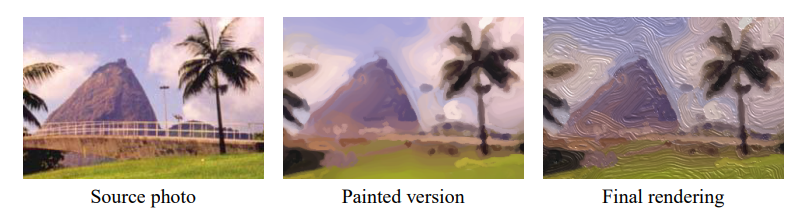 Source photo
Painted version
Final rendering